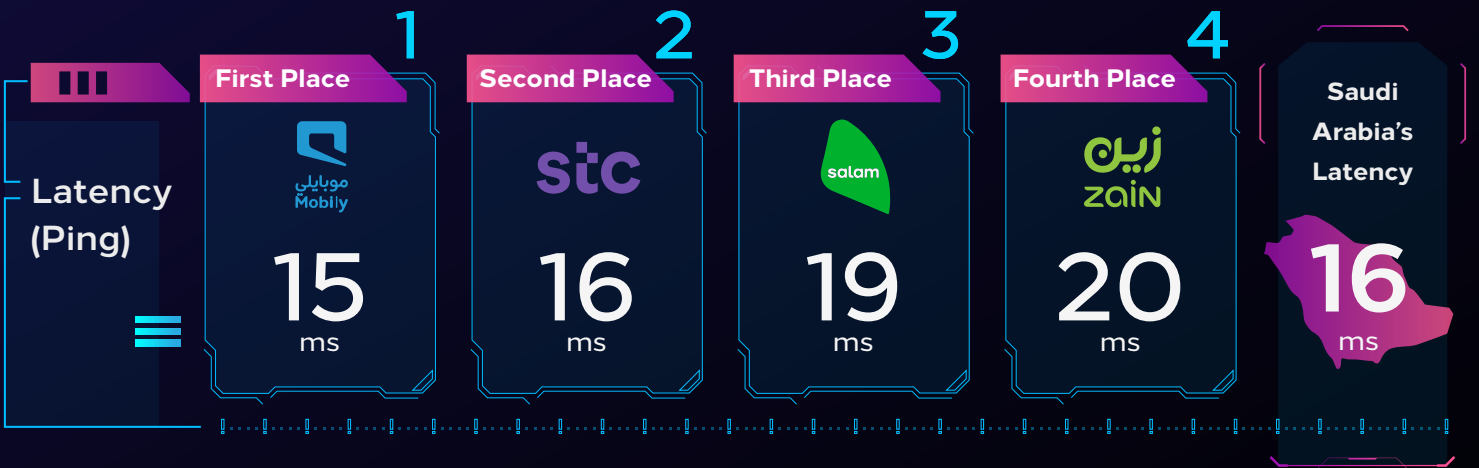 Latency
(Ping)
1
First Place
موبايلي
Mobily
15
ms
2
Second Place
stc
16
ms
3
Third Place
salam
19
ms
4
Fourth Place
زين
zain
20
ms
Saudi
Arabia's
Latency
16
ms